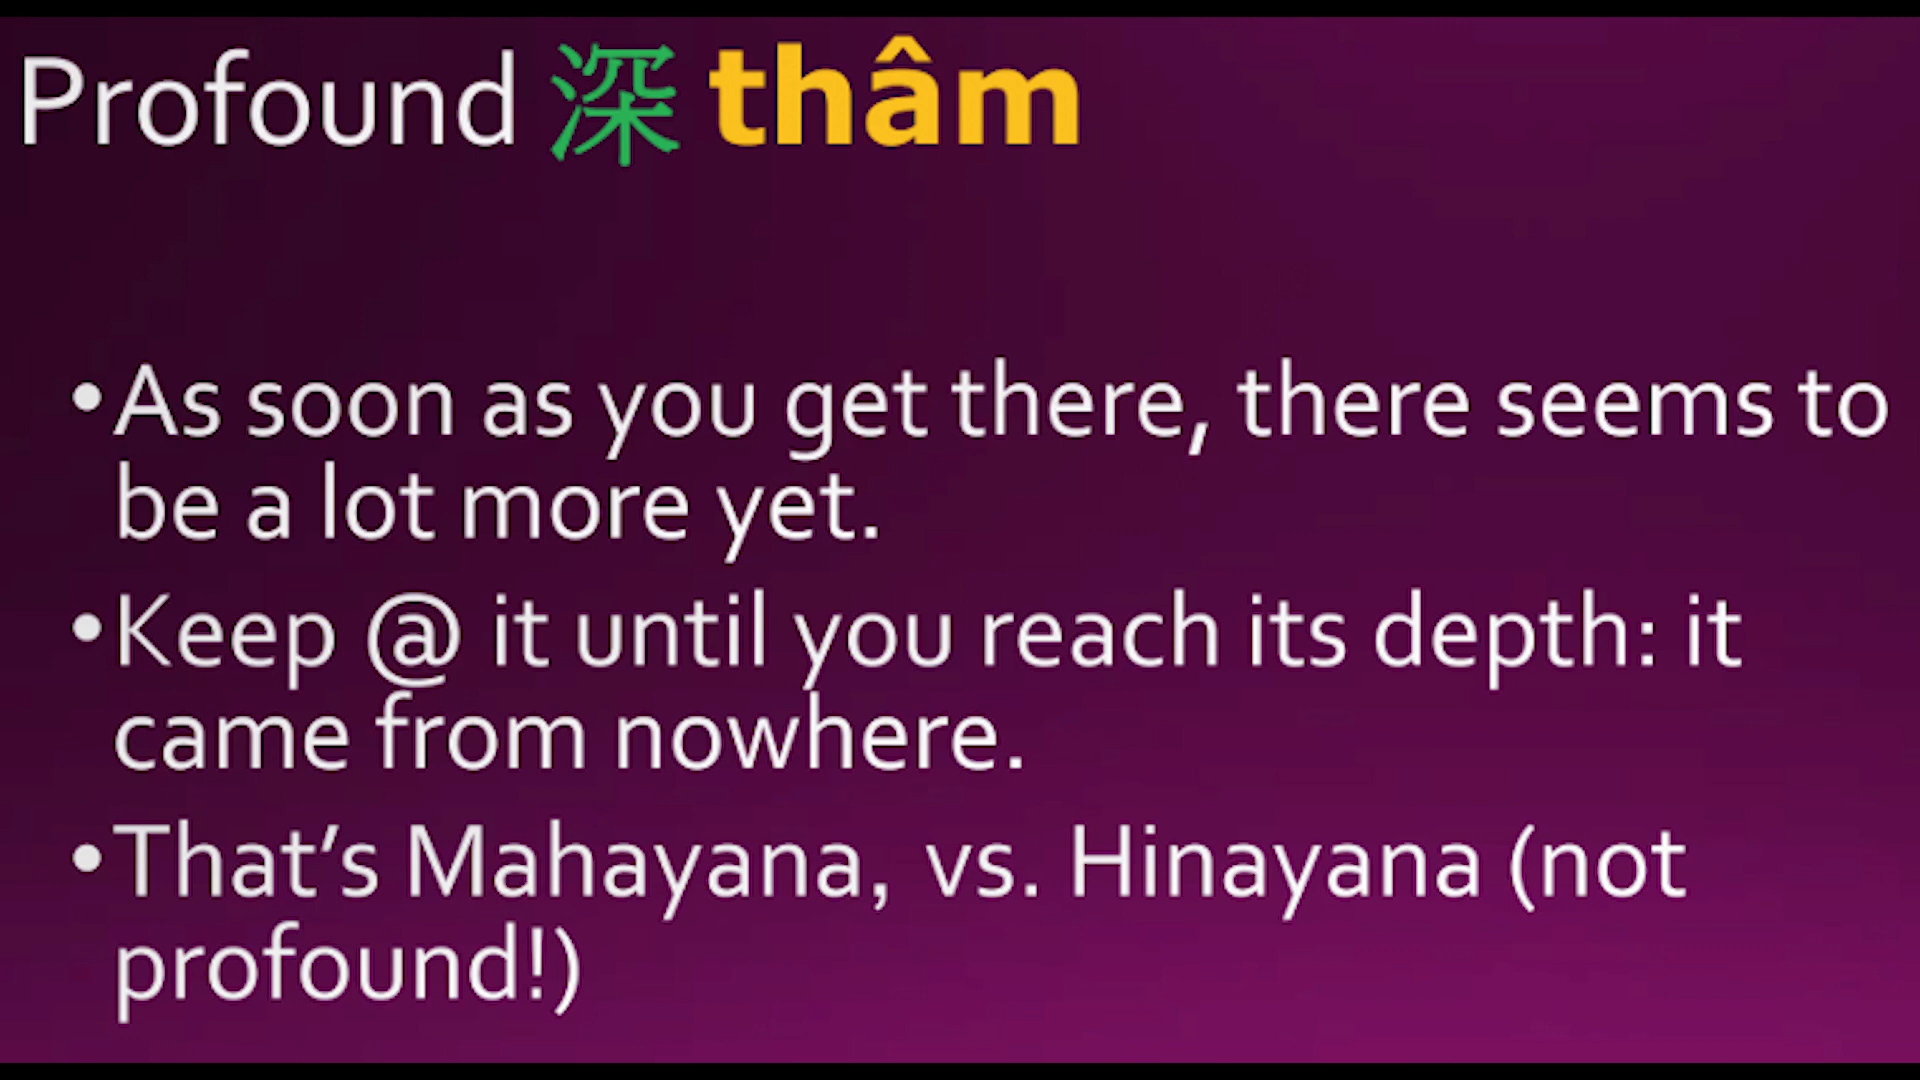 Profound 深 thâm
•As soon as you get there, there seems to
be a lot more yet.
•Keep @ it until you reach its depth: it
came from nowhere.
•That’s Mahayana, vs. Hinayana (not
profound!)